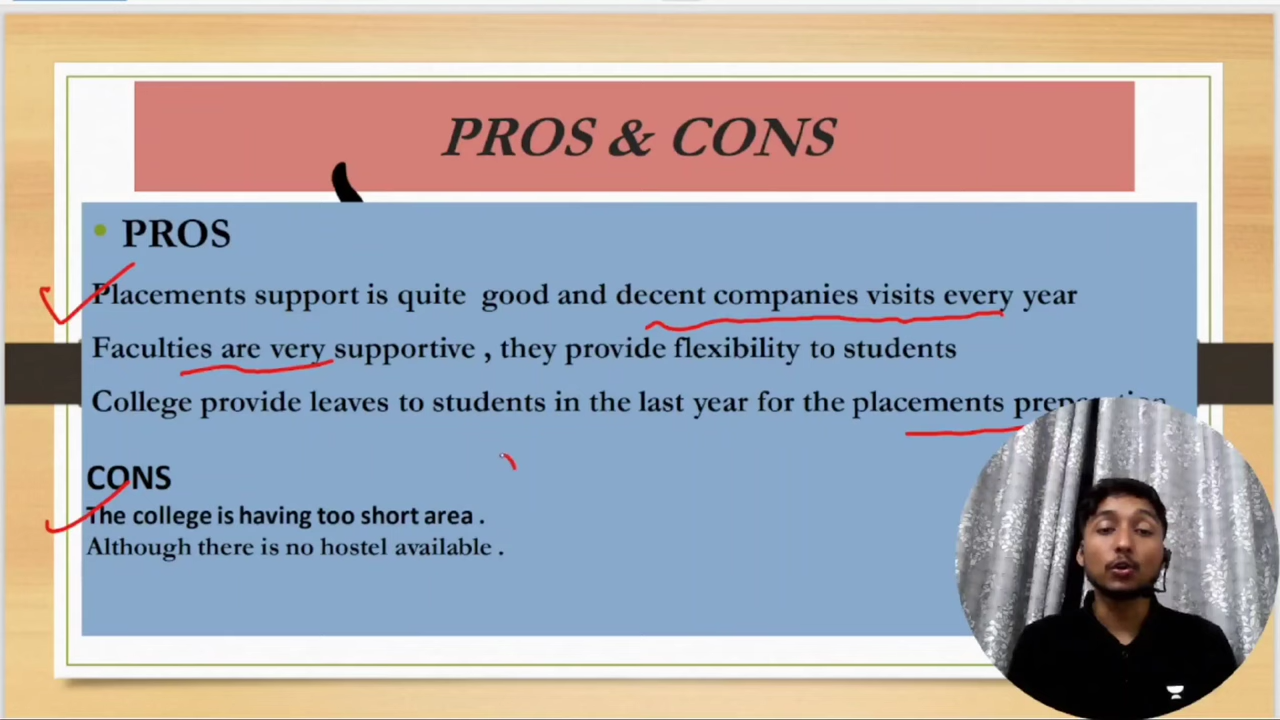 PROS & CONS
• PROS
Placements support is quite good and decent companies visits every year
Faculties are very supportive , they provide flexibility to students
College provide leaves to students in the last year for the placements
CONS
The college is having too short area .
Although there is no hostel available .